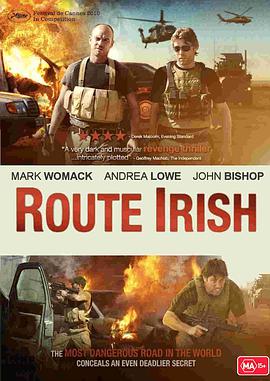 Festival de Cannes 2010
In Competition
★★★★
- Derek Malcolm, Evening Standard
"A very dark and muscular revenge thriller
...intricately plotted" - Geoffrey Macnab, The Independent
MARK WOMACK ANDREA LOWE JOHN BISHOP
ROUTE IRISH
THE MOST DANGEROUS ROAD IN THE WORLD
CONCEALS AN EVEN DEADLIER SECRET
MA 15+